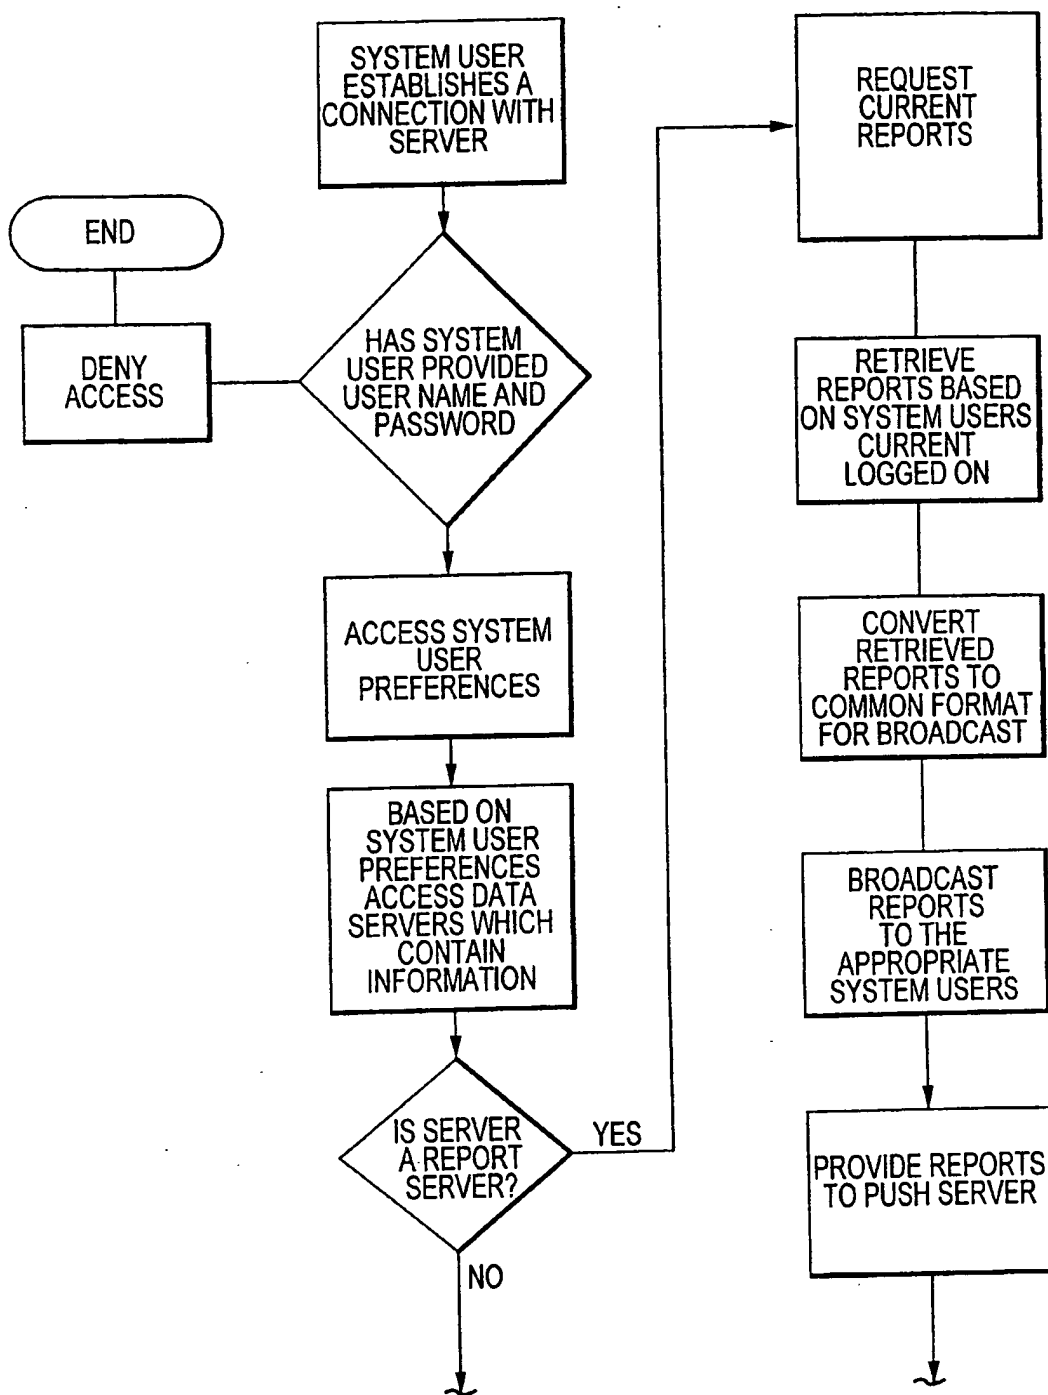 SYSTEM USER
ESTABLISHES A
CONNECTION WITH
SERVER
END
DENY
ACCESS
HAS SYSTEM
USER PROVIDED
USER NAME AND
PASSWORD
ACCESS SYSTEM
USER
PREFERENCES
BASED ON
SYSTEM USER
PREFERENCES
ACCESS DATA
SERVERS WHICH
CONTAIN
INFORMATION
IS SERVER
A REPORT
SERVER?
YES
NO
REQUEST
CURRENT
REPORTS
RETRIEVE
REPORTS BASED
ON SYSTEM USERS
CURRENT
LOGGED ON
CONVERT
RETRIEVED
REPORTS TO
COMMON FORMAT
FOR BROADCAST
BROADCAST
REPORTS
TO THE
APPROPRIATE
SYSTEM USERS
PROVIDE REPORTS
TO PUSH SERVER